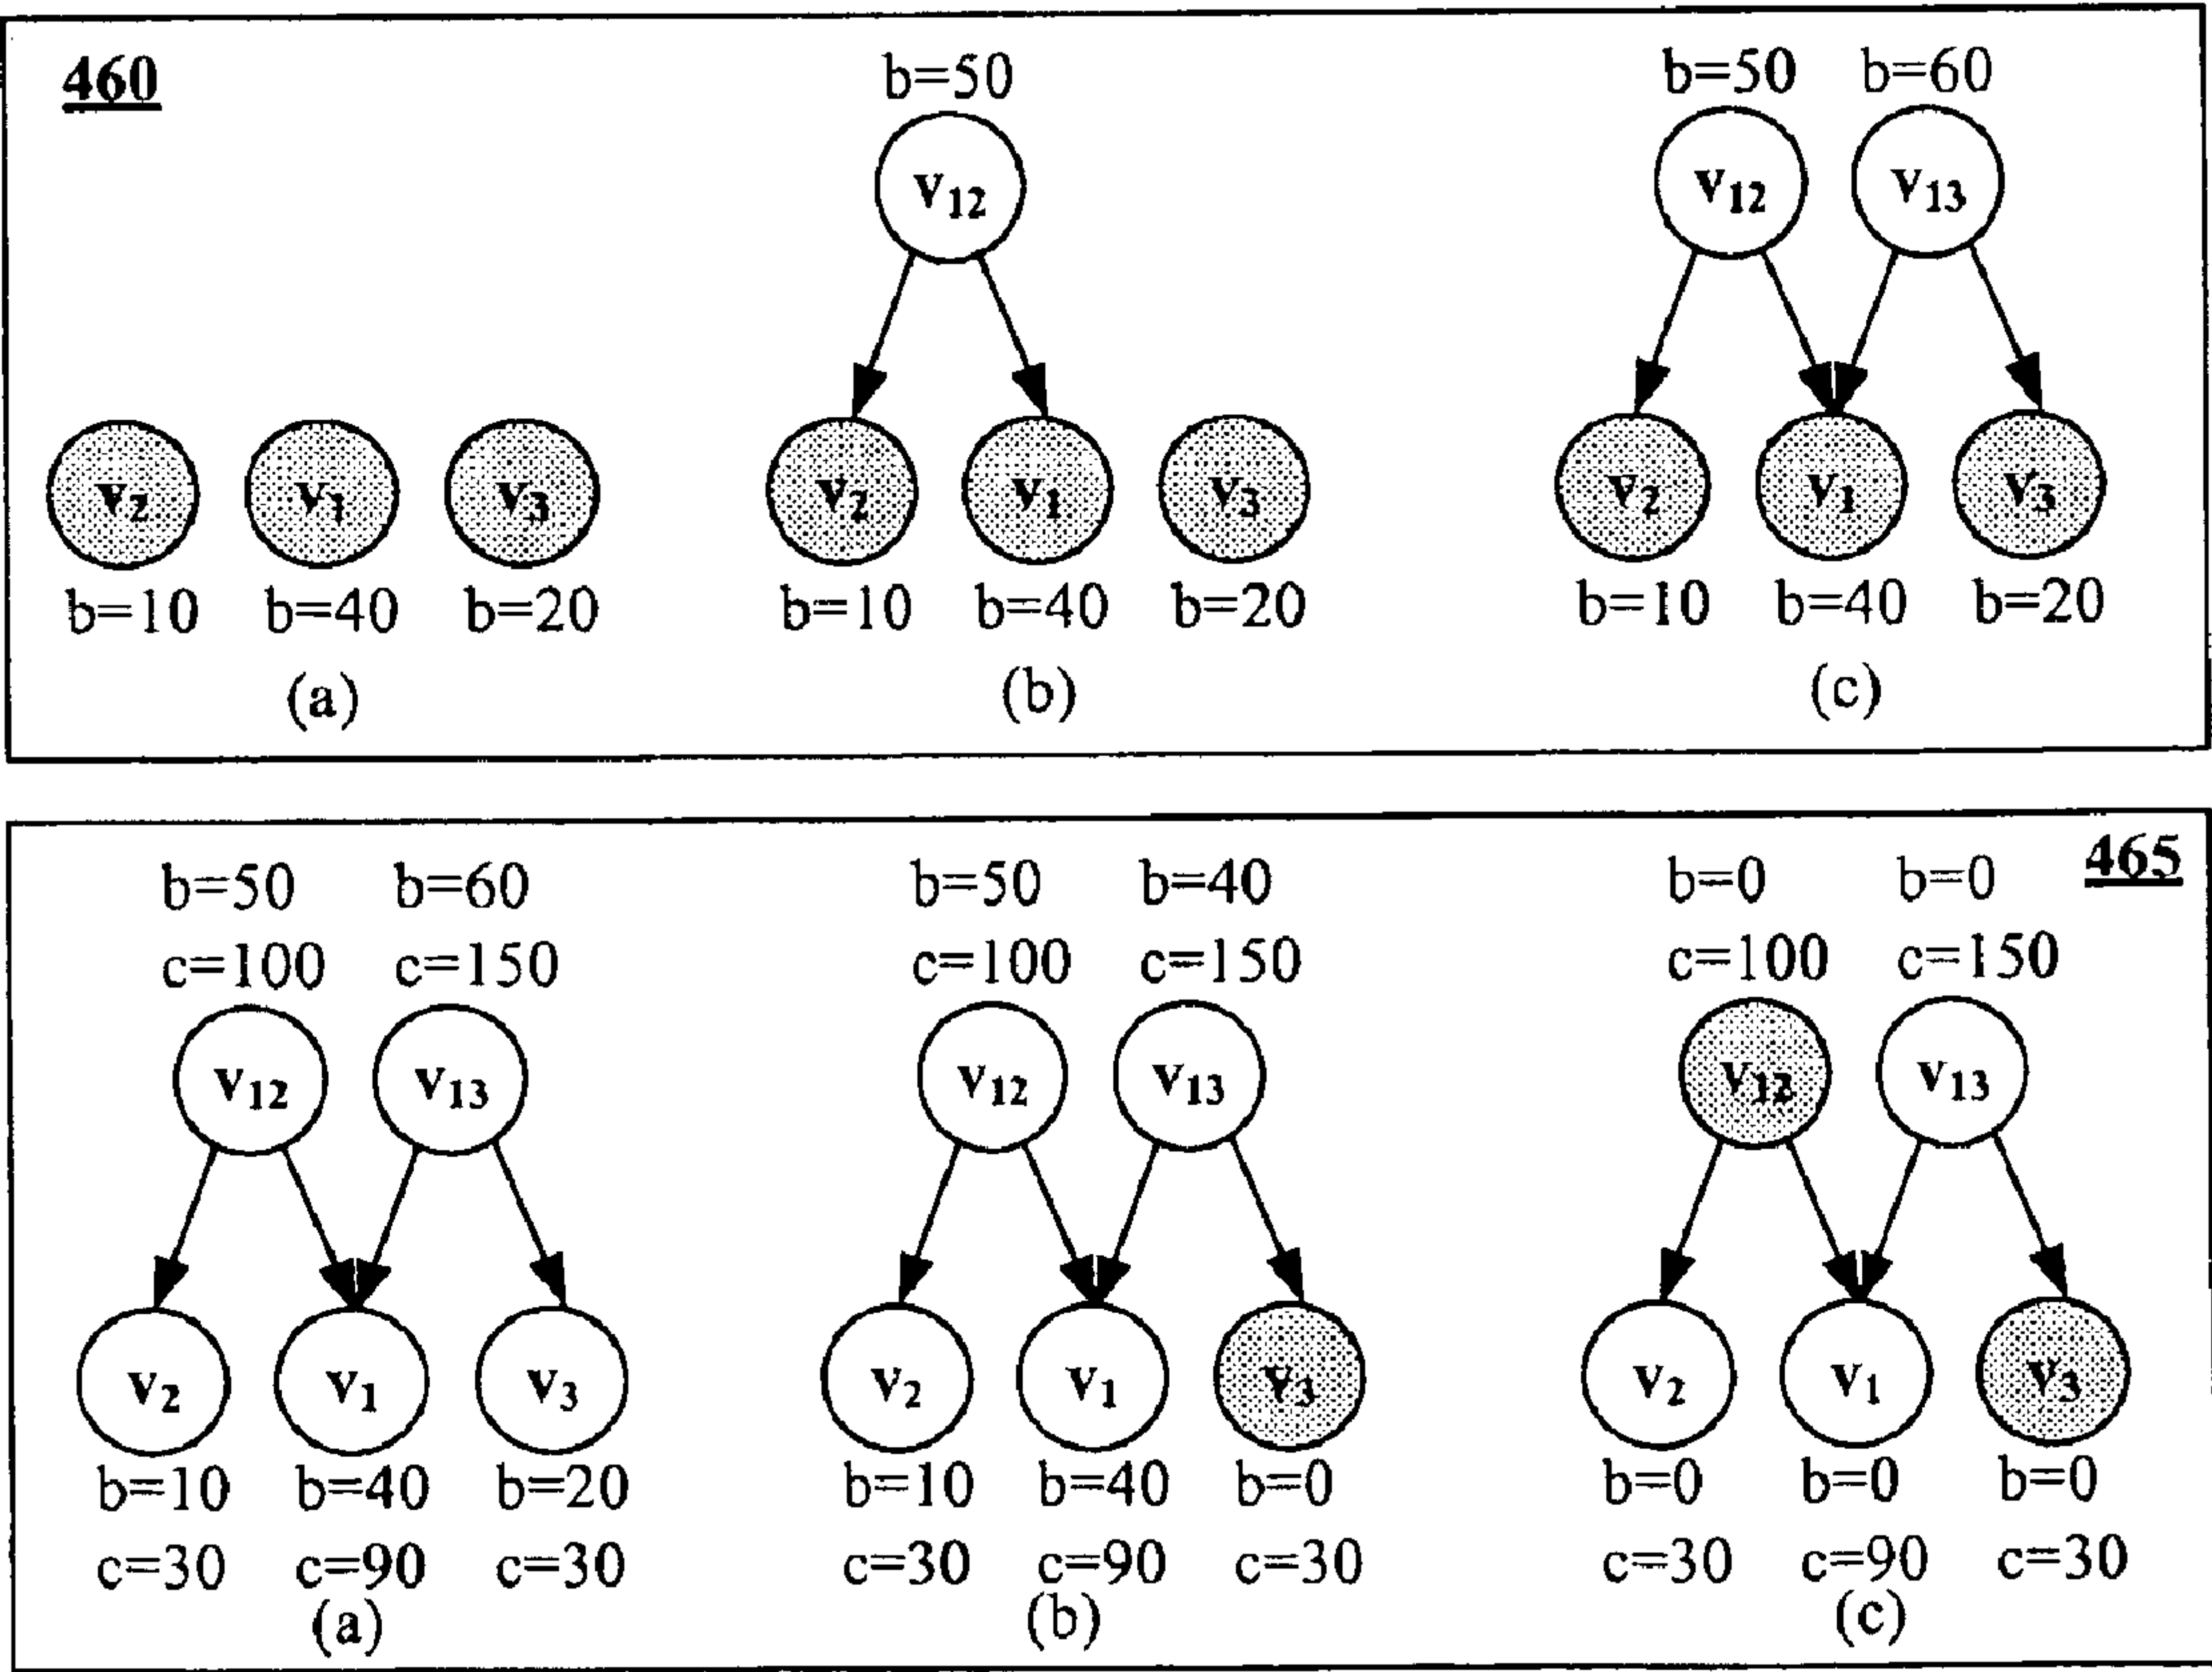 460
b=50
b=50 b=60
v12
v12 v13
v2 v1 v3
v2 v1 v3
v2 v1 v3
b=10 b=40 b=20
b=10 b=40 b=20
b=10 b=40 b=20
(a)
(b)
(c)
465
b=50 b=60
c=100 c=150
b=50 b=40
c=100 c=150
b=0 b=0
c=100 c=150
v12 v13
v12 v13
v12 v13
v2 v1 v3
v2 v1 v3
v2 v1 v3
b=10 b=40 b=20
c=30 c=90 c=30
b=10 b=40 b=0
c=30 c=90 c=30
b=0 b=0 b=0
c=30 c=90 c=30
(a)
(b)
(c)